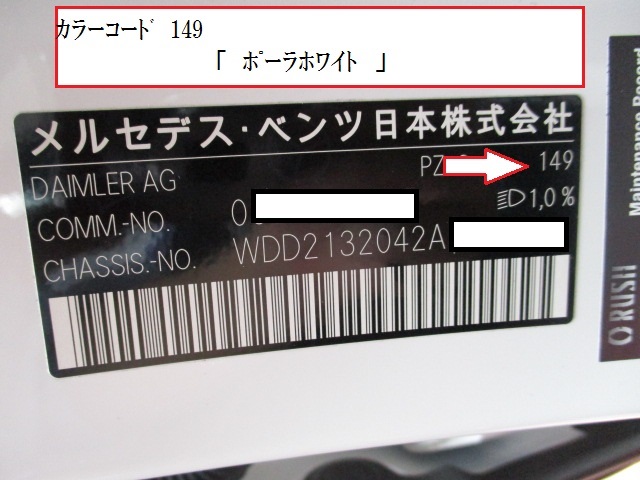 カラーコード 149
「 ポーラホワイト 」
メルセデス・ベンツ日本株式会社
DAIMLER AG
PZ
149
1,0%
COMM.-NO.
CHASSIS.-NO. WDD2132042A
Maintenance Record
RUSH